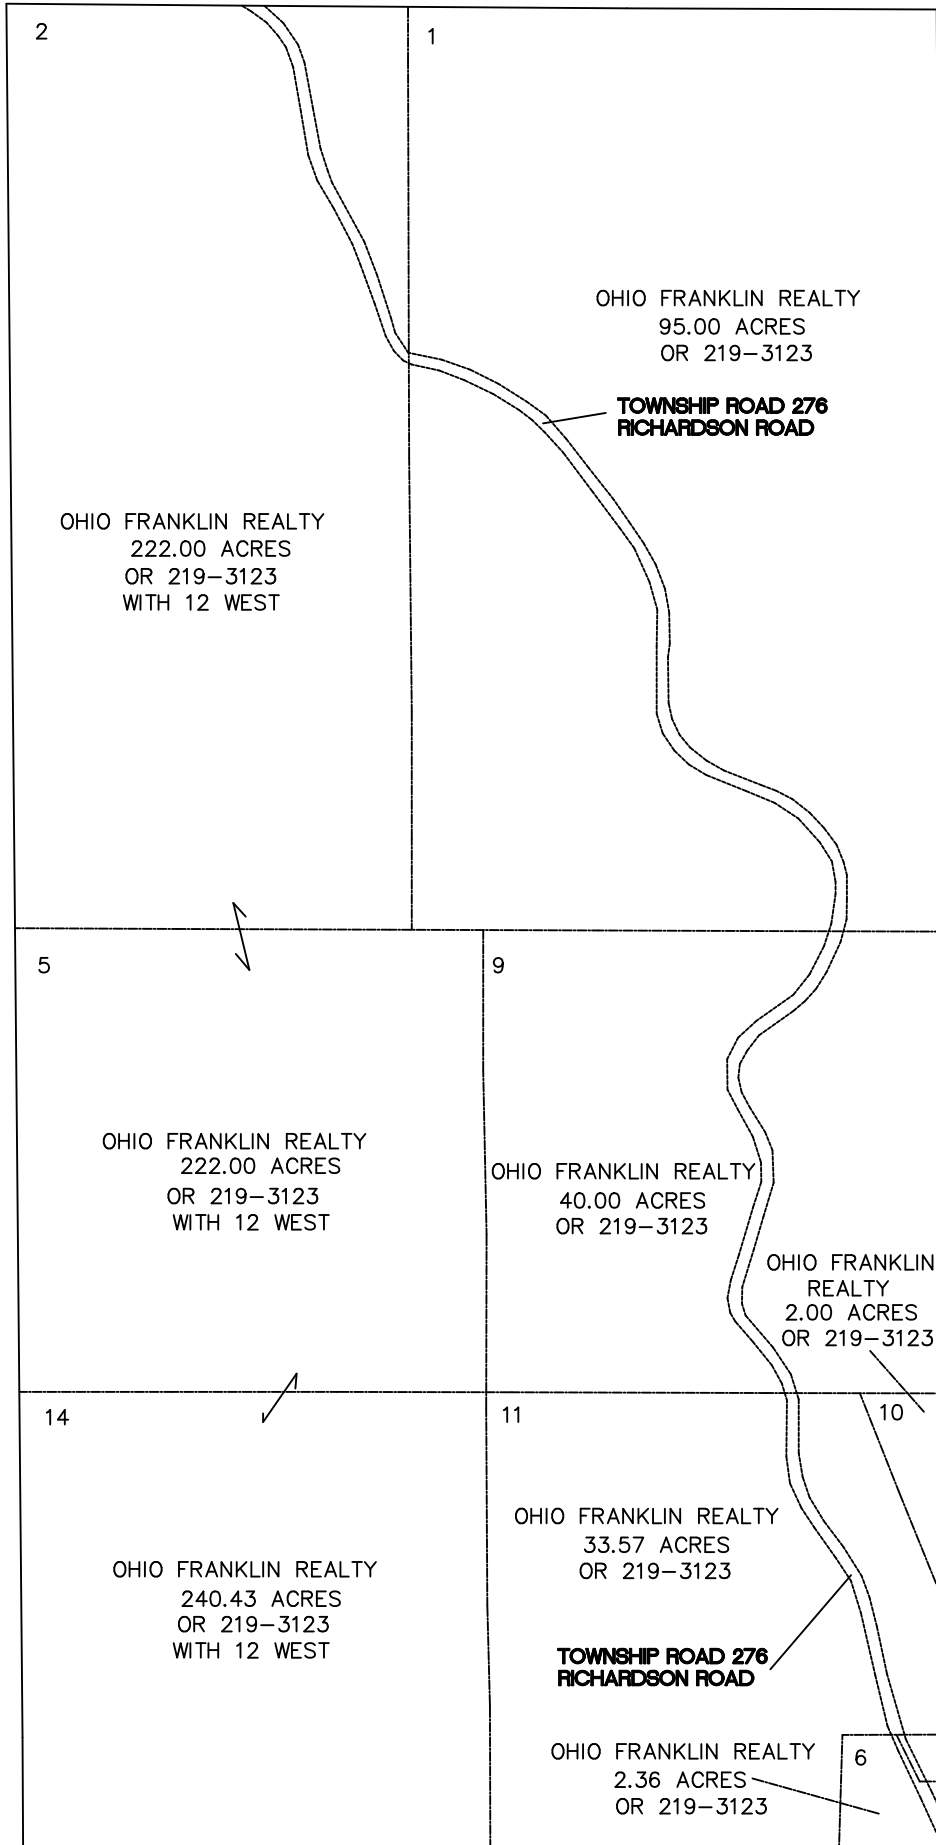 2
1
OHIO FRANKLIN REALTY
95.00 ACRES
OR 219-3123
TOWNSHIP ROAD 276
RICHARDSON ROAD
OHIO FRANKLIN REALTY
222.00 ACRES
OR 219-3123
WITH 12 WEST
5
9
OHIO FRANKLIN REALTY
222.00 ACRES
OR 219-3123
WITH 12 WEST
OHIO FRANKLIN REALTY
40.00 ACRES
OR 219-3123
OHIO FRANKLIN
REALTY
2.00 ACRES
OR 219-3123
14
11
10
OHIO FRANKLIN REALTY
33.57 ACRES
OR 219-3123
OHIO FRANKLIN REALTY
240.43 ACRES
OR 219-3123
WITH 12 WEST
TOWNSHIP ROAD 276
RICHARDSON ROAD
OHIO FRANKLIN REALTY
2.36 ACRES
OR 219-3123
6